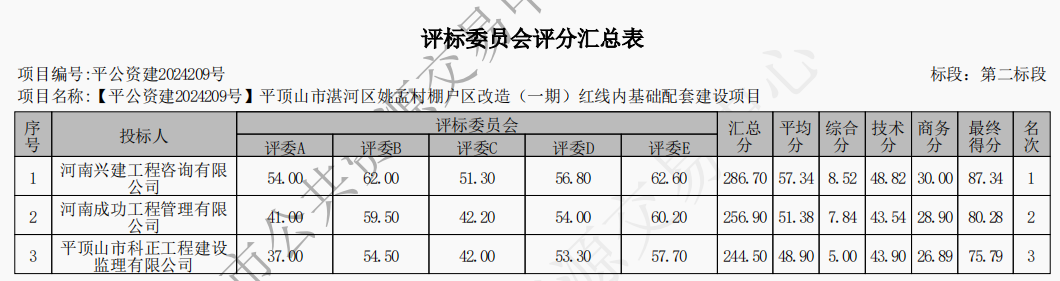 评标委员会评分汇总表
项目编号:平公资建2024209号 标段: 第二标段
项目名称:【平公资建2024209号】平顶山市湛河区姚孟村棚户区改造（一期）红线内基础配套建设项目
序号 投标人 评标委员会 汇总分 平均分 综合分 技术分 商务分 最终得分 名次
评委A 评委B 评委C 评委D 评委E
1 河南兴建工程咨询有限公司 54.00 62.00 51.30 56.80 62.60 286.70 57.34 8.52 48.82 30.00 87.34 1
2 河南成功工程管理有限公司 41.00 59.50 42.20 54.00 60.20 256.90 51.38 7.84 43.54 28.90 80.28 2
3 平顶山市科正工程建设监理有限公司 37.00 54.50 42.00 53.30 57.70 244.50 48.90 5.00 43.90 26.89 75.79 3